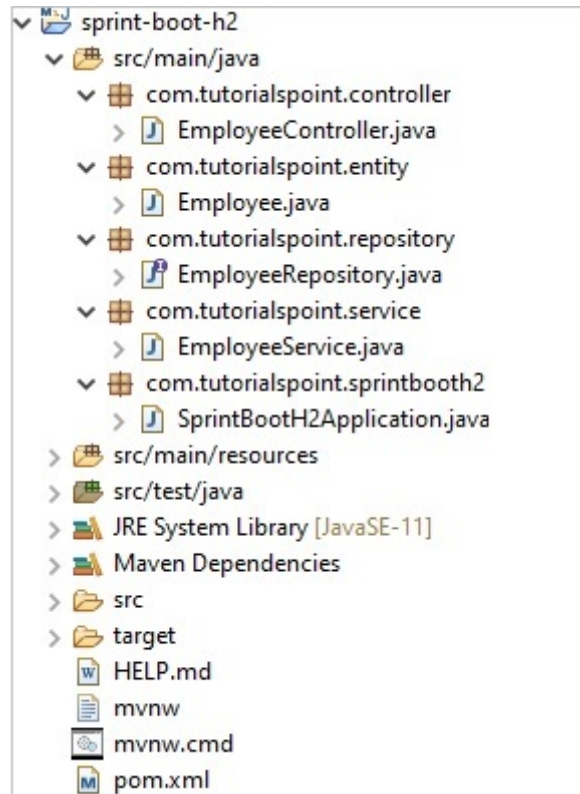 sprint-boot-h2
src/main/java
com.tutorialspoint.controller
EmployeeController.java
com.tutorialspoint.entity
Employee.java
com.tutorialspoint.repository
EmployeeRepository.java
com.tutorialspoint.service
EmployeeService.java
com.tutorialspoint.sprintbooth2
SprintBootH2Application.java
src/main/resources
src/test/java
JRE System Library [JavaSE-11]
Maven Dependencies
src
target
HELP.md
mvnw
mvnw.cmd
pom.xml